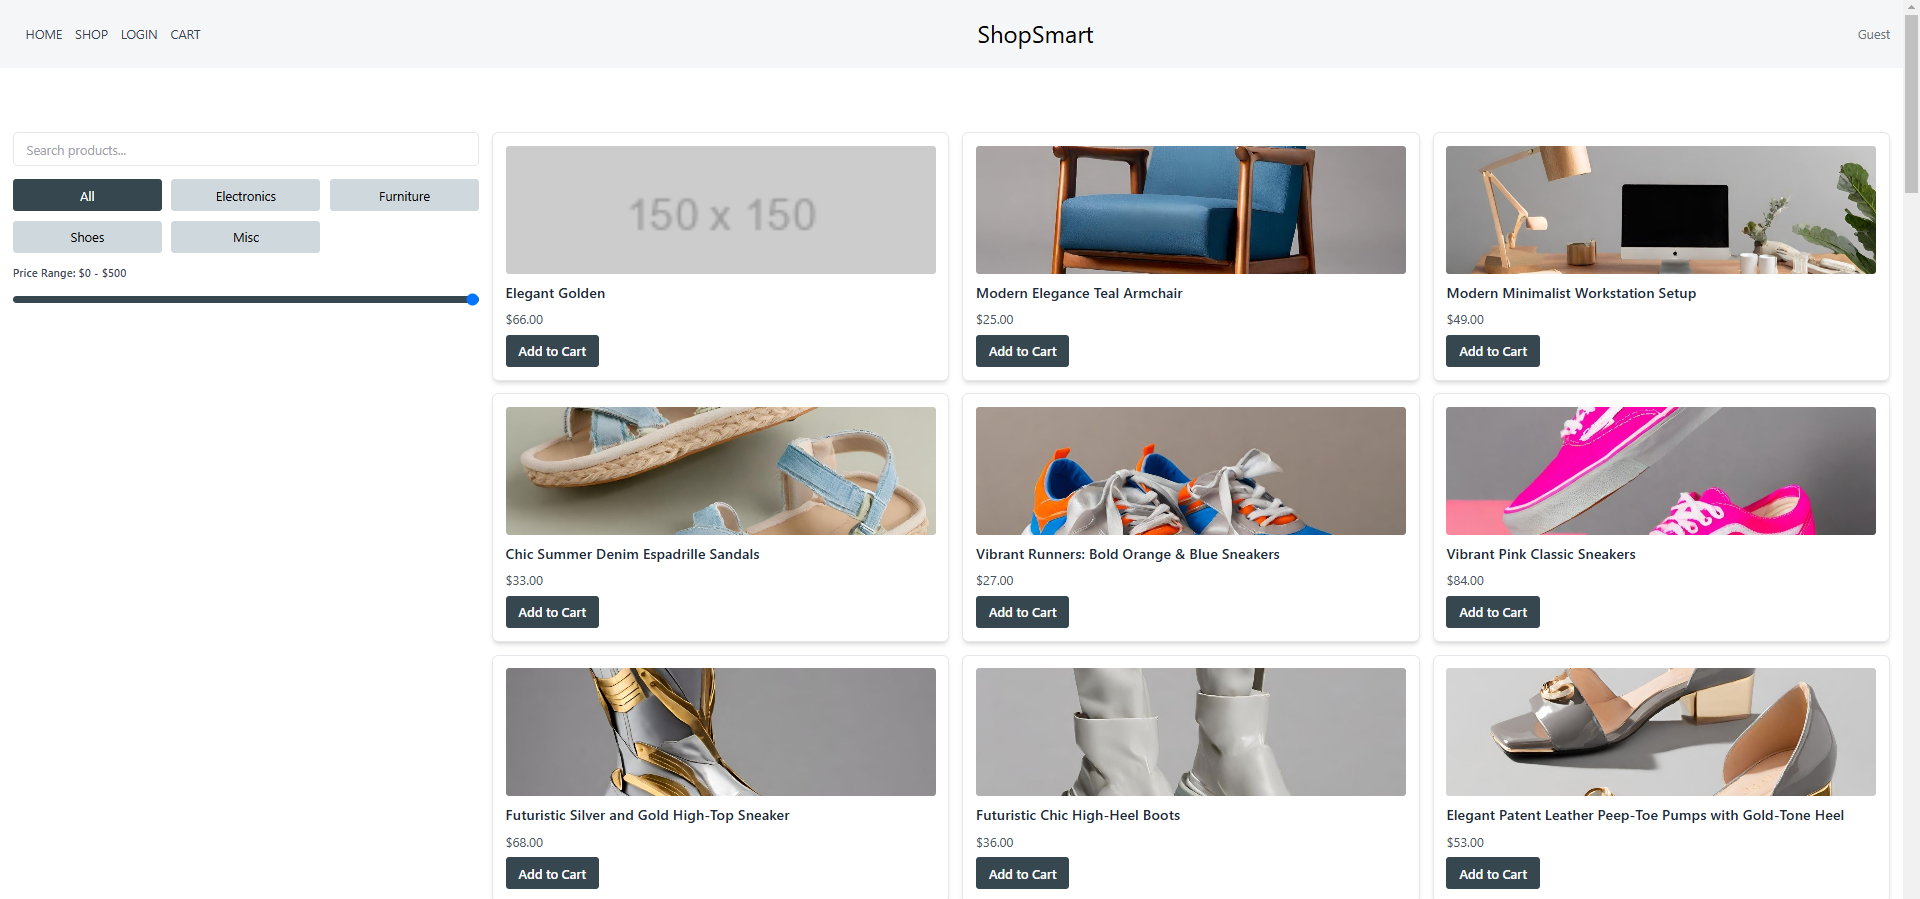 HOME SHOP LOGIN CART
ShopSmart
Guest
Search products...
All Electronics Furniture
Shoes Misc
Price Range: $0 - $500
150 x 150
Elegant Golden
$66.00
Add to Cart
Modern Elegance Teal Armchair
$25.00
Add to Cart
Modern Minimalist Workstation Setup
$49.00
Add to Cart
Chic Summer Denim Espadrille Sandals
$33.00
Add to Cart
Vibrant Runners: Bold Orange & Blue Sneakers
$27.00
Add to Cart
Vibrant Pink Classic Sneakers
$84.00
Add to Cart
Futuristic Silver and Gold High-Top Sneaker
$68.00
Add to Cart
Futuristic Chic High-Heel Boots
$36.00
Add to Cart
Elegant Patent Leather Peep-Toe Pumps with Gold-Tone Heel
$53.00
Add to Cart